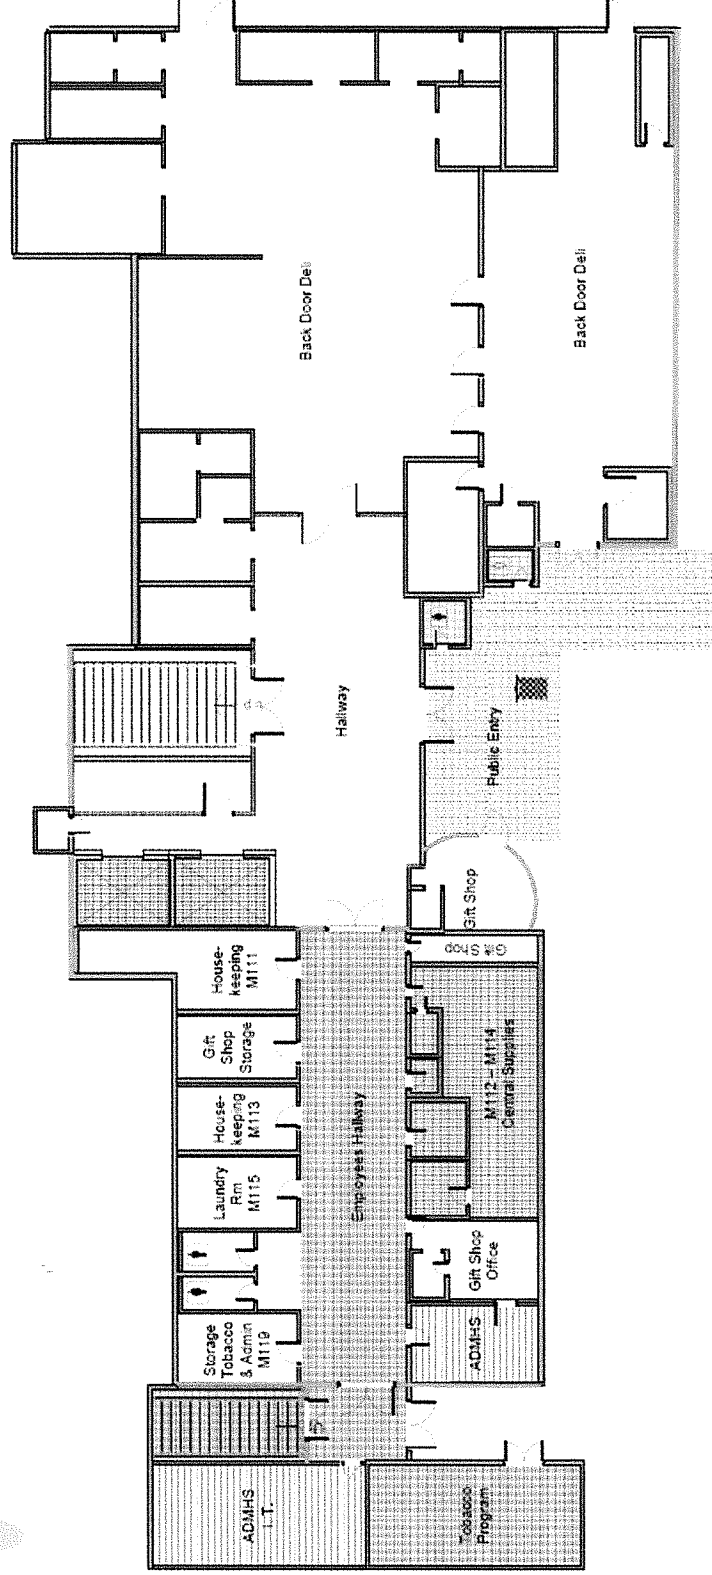 Back Door Deli
Back Door Deli
Hallway
Public Entry
Gift Shop
Gift Shop
House-
keeping
M111
Gift
Shop
Storage
House-
keeping
M113
Laundry
Rm
M115
Storage
Tobacco
& Admin
M119
Employees Hallway
M112 – M114
Central Supplies
Gift Shop
Office
ADMHS
ADMHS
I.T.
Tobacco
Program